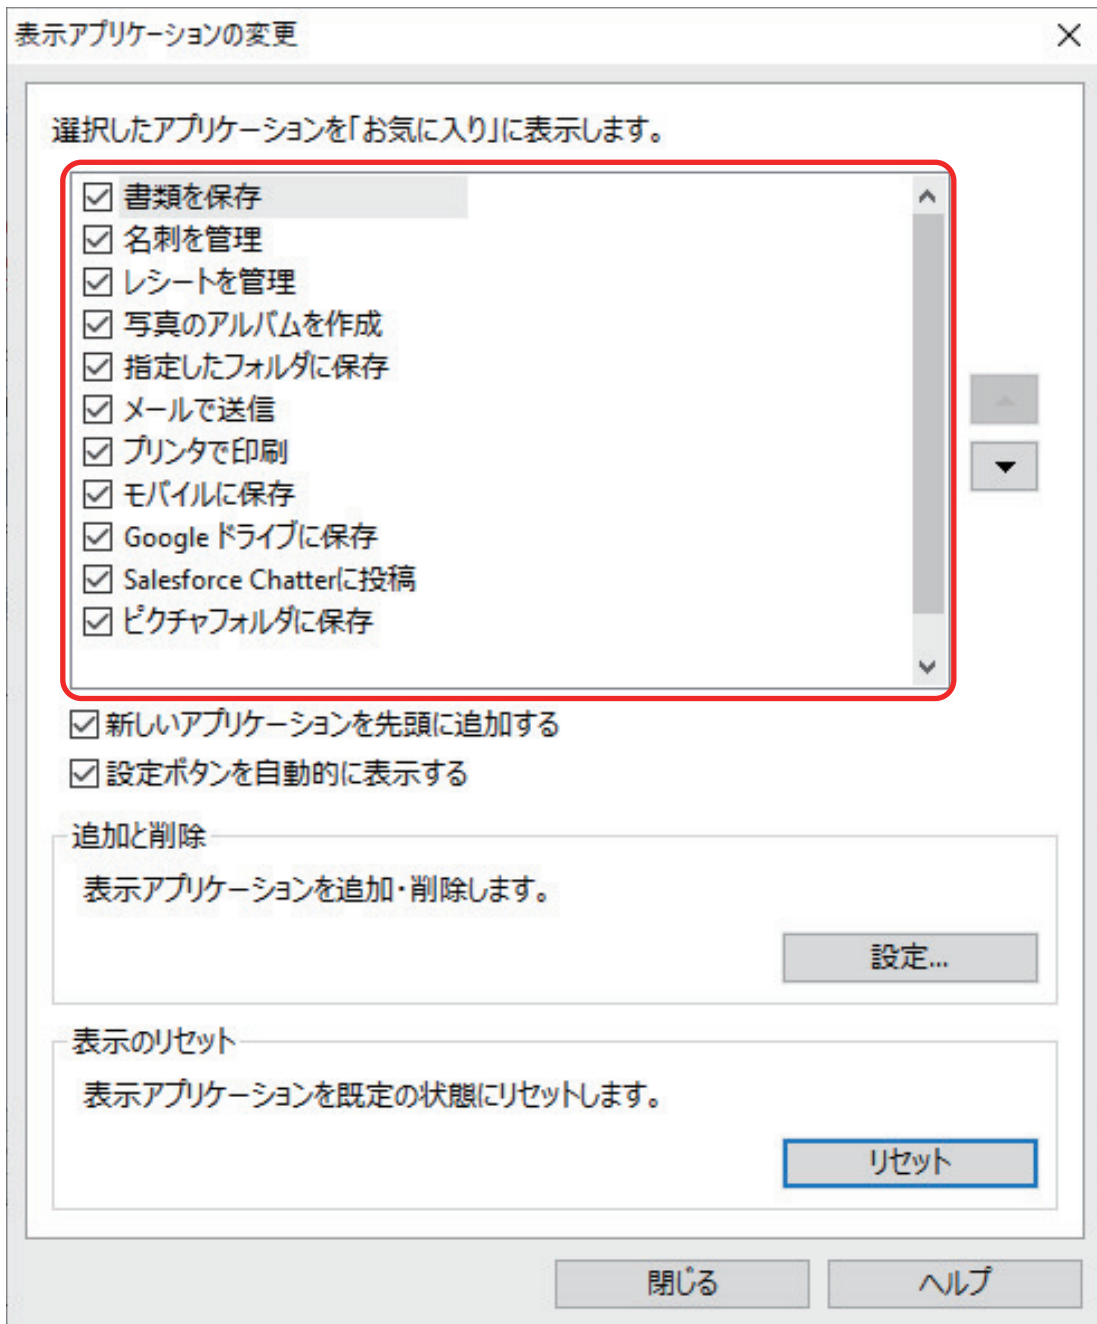 表示アプリケーションの変更
選択したアプリケーションを「お気に入り」に表示します。
書類を保存
名刺を管理
レシートを管理
写真のアルバムを作成
指定したフォルダに保存
メールで送信
プリンタで印刷
モバイルに保存
Google ドライブに保存
Salesforce Chatterに投稿
ピクチャフォルダに保存
新しいアプリケーションを先頭に追加する
設定ボタンを自動的に表示する
追加と削除
表示アプリケーションを追加・削除します。
設定...
表示のリセット
表示アプリケーションを既定の状態にリセットします。
リセット
閉じる ヘルプ